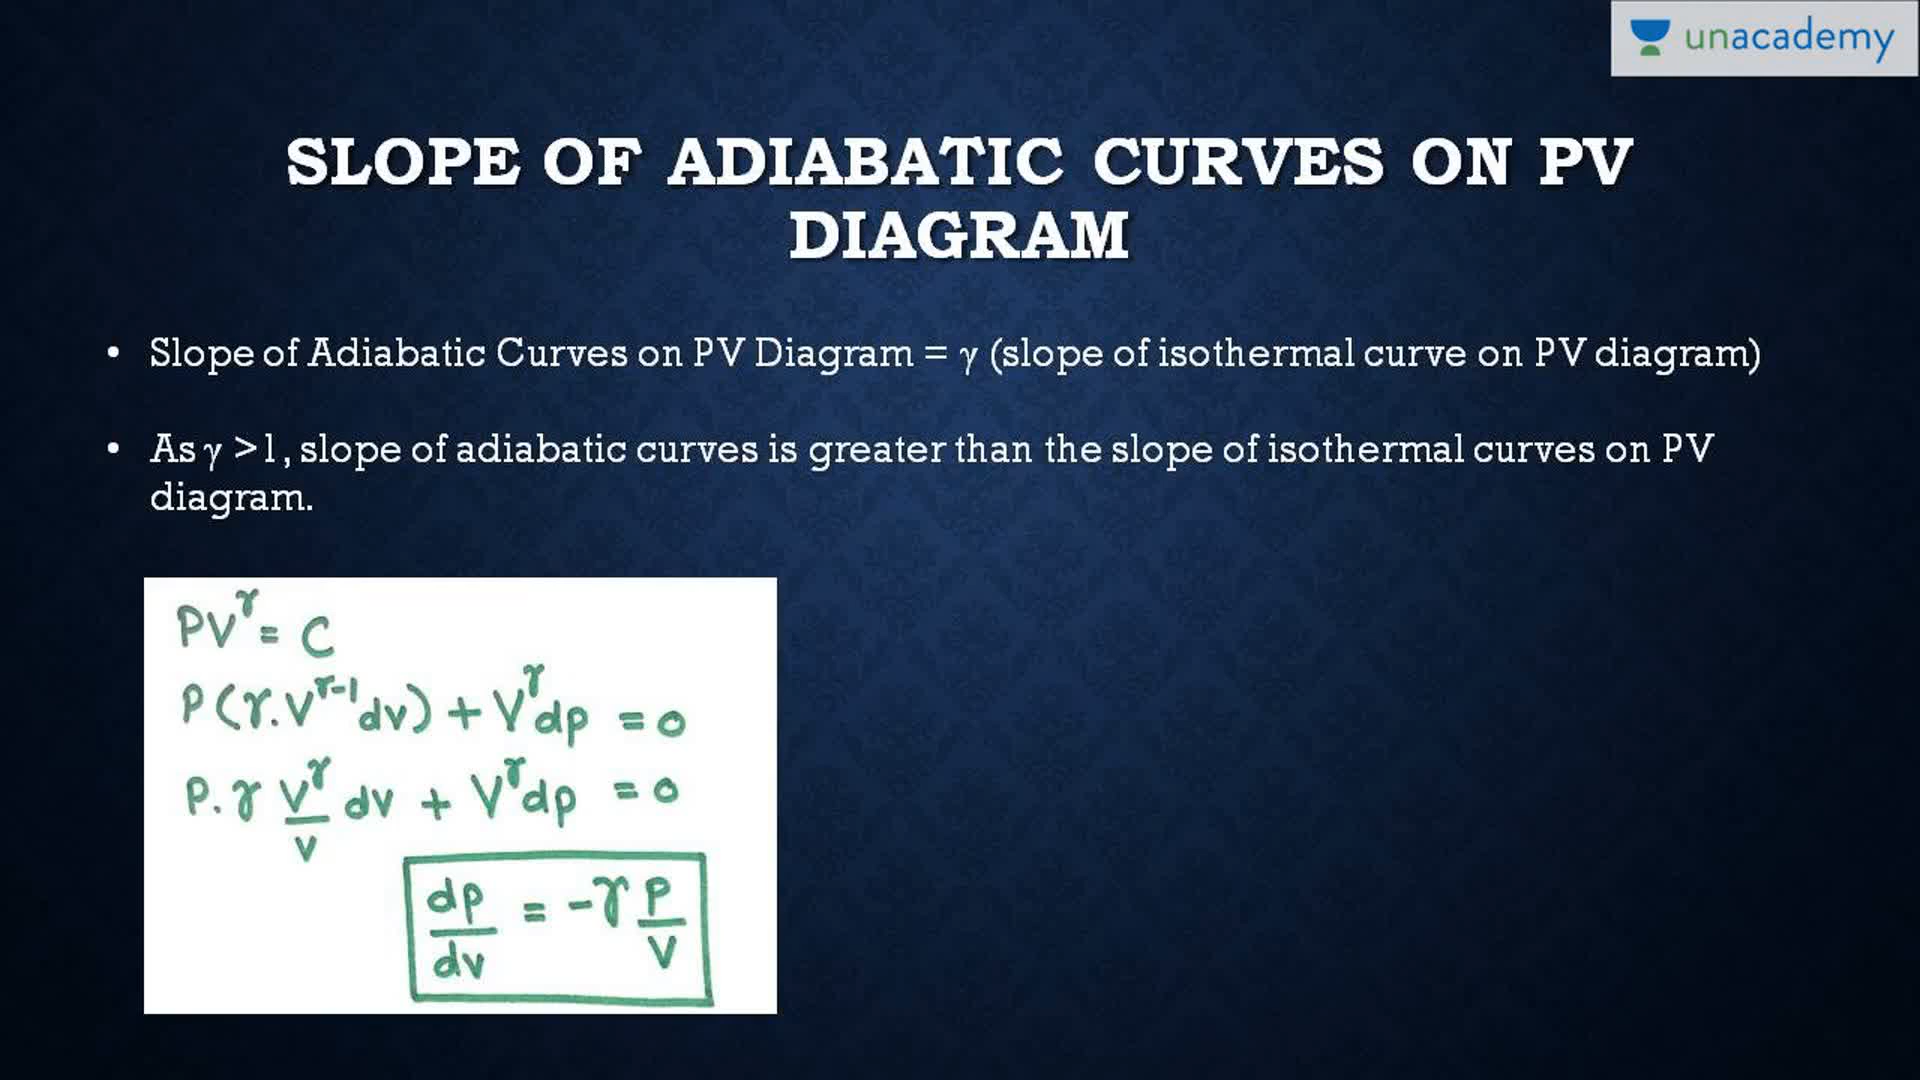 unacademy
SLOPE OF ADIABATIC CURVES ON PV
DIAGRAM
• Slope of Adiabatic Curves on PV Diagram = γ (slope of isothermal curve on PV diagram)
• As γ >1, slope of adiabatic curves is greater than the slope of isothermal curves on PV
diagram.
PV^γ = C
P(γ.V^γ-1 dv) + V^γ dp = 0
P.γ V^γ/V dv + V^γ dp = 0
dp/dv = -γ P/V